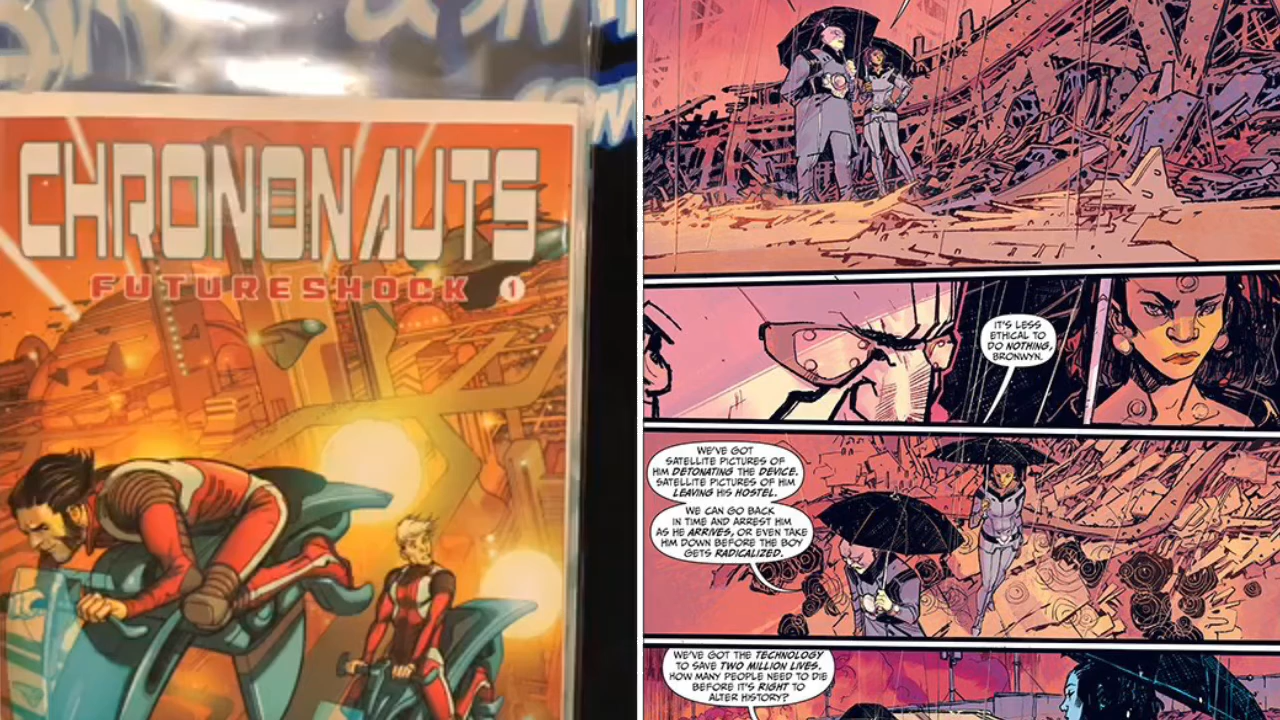 CHRONONAUTS
FUTURESHOCK 1
IT'S LESS
ETHICAL TO
DO NOTHING,
BRONWYN.
WE'VE GOT
SATELLITE PICTURES OF
HIM DETONATING THE DEVICE.
SATELLITE PICTURES OF HIM
LEAVING HIS HOSTEL.
WE CAN GO BACK
IN TIME AND ARREST HIM
AS HE ARRIVES, OR EVEN TAKE
HIM DOWN BEFORE THE BOY
GETS RADICALIZED.
WE'VE GOT THE TECHNOLOGY
TO SAVE TWO MILLION LIVES.
HOW MANY PEOPLE NEED TO DIE
BEFORE IT'S RIGHT TO
ALTER HISTORY?